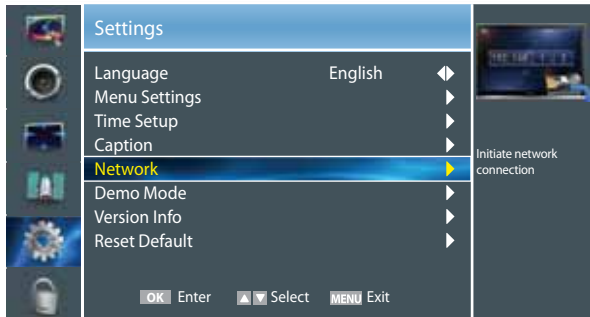 Settings
Language English
Menu Settings
Time Setup
Caption
Network
Initiate network
connection
Demo Mode
Version Info
Reset Default
OK Enter ▲▼ Select MENU Exit